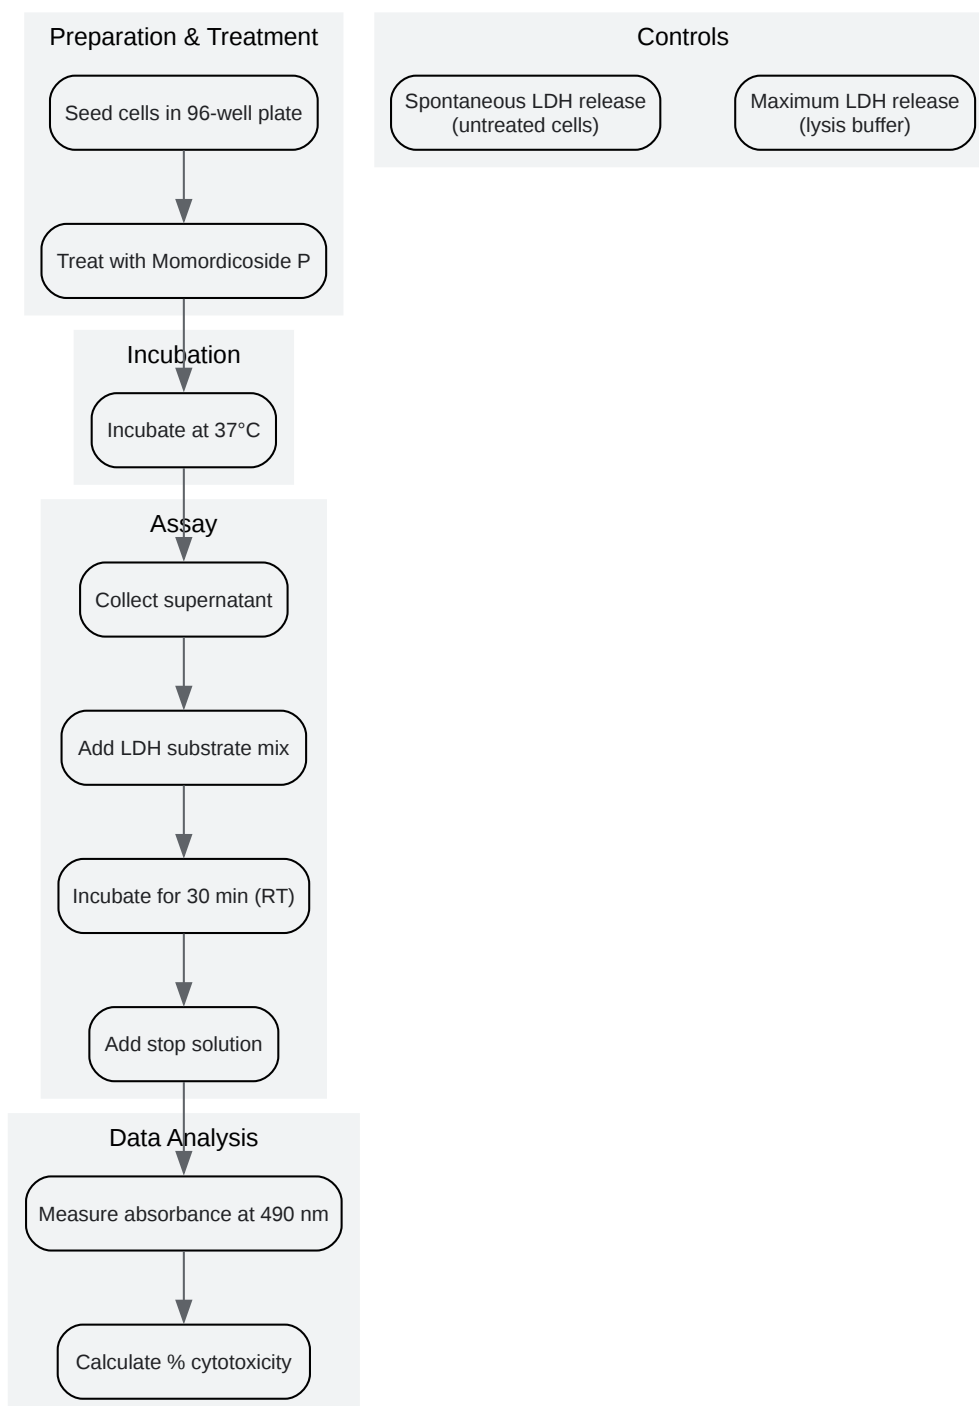 Preparation & Treatment
Seed cells in 96-well plate
Treat with Momordicoside P
Controls
Spontaneous LDH release
(untreated cells)
Maximum LDH release
(lysis buffer)
Incubation
Incubate at 37°C
Assay
Collect supernatant
Add LDH substrate mix
Incubate for 30 min (RT)
Add stop solution
Data Analysis
Measure absorbance at 490 nm
Calculate % cytotoxicity